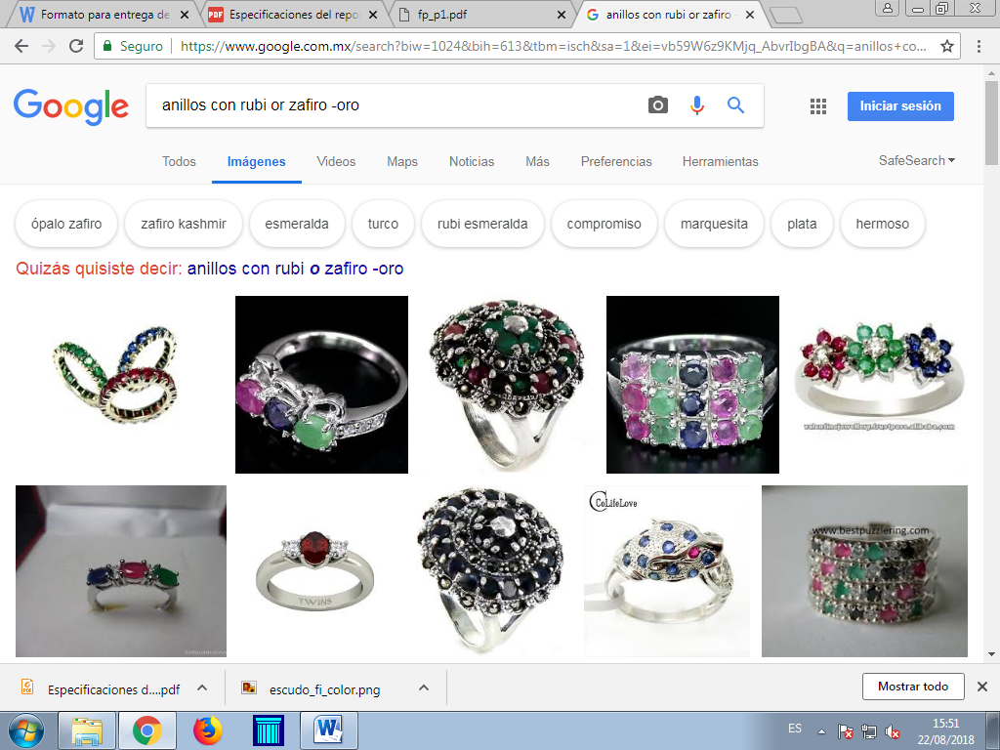 Formato para entrega de
Especificaciones del repo
fp_p1.pdf
anillos con rubi or zafiro -
Seguro
https://www.google.com.mx/search?biw=1024&bih=613&tbm=isch&sa=1&ei=vb59W6z9KMjq_AbvrIbgBA&q=anillos+co...
Google
anillos con rubi or zafiro -oro
Iniciar sesión
Todos
Imágenes
Videos
Maps
Noticias
Más
Preferencias
Herramientas
SafeSearch
ópalo zafiro
zafiro kashmir
esmeralda
turco
rubi esmeralda
compromiso
marquesita
plata
hermoso
Quizás quisiste decir: anillos con rubi o zafiro -oro
valentinejewellery.trustpass.alibaba.com
TWINS
CoLifeLove
www.bestpuzzlering.com
Especificaciones d....pdf
escudo_fi_color.png
Mostrar todo
ES
15:51
22/08/2018